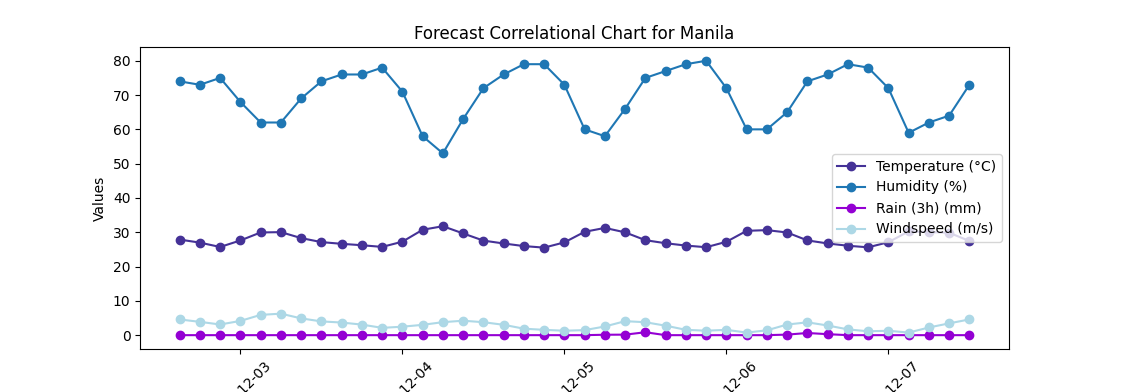 Forecast Correlational Chart for Manila
80
70
60
50
40
30
20
10
0
Values
Temperature (°C)
Humidity (%)
Rain (3h) (mm)
Windspeed (m/s)
12-03
12-04
12-05
12-06
12-07